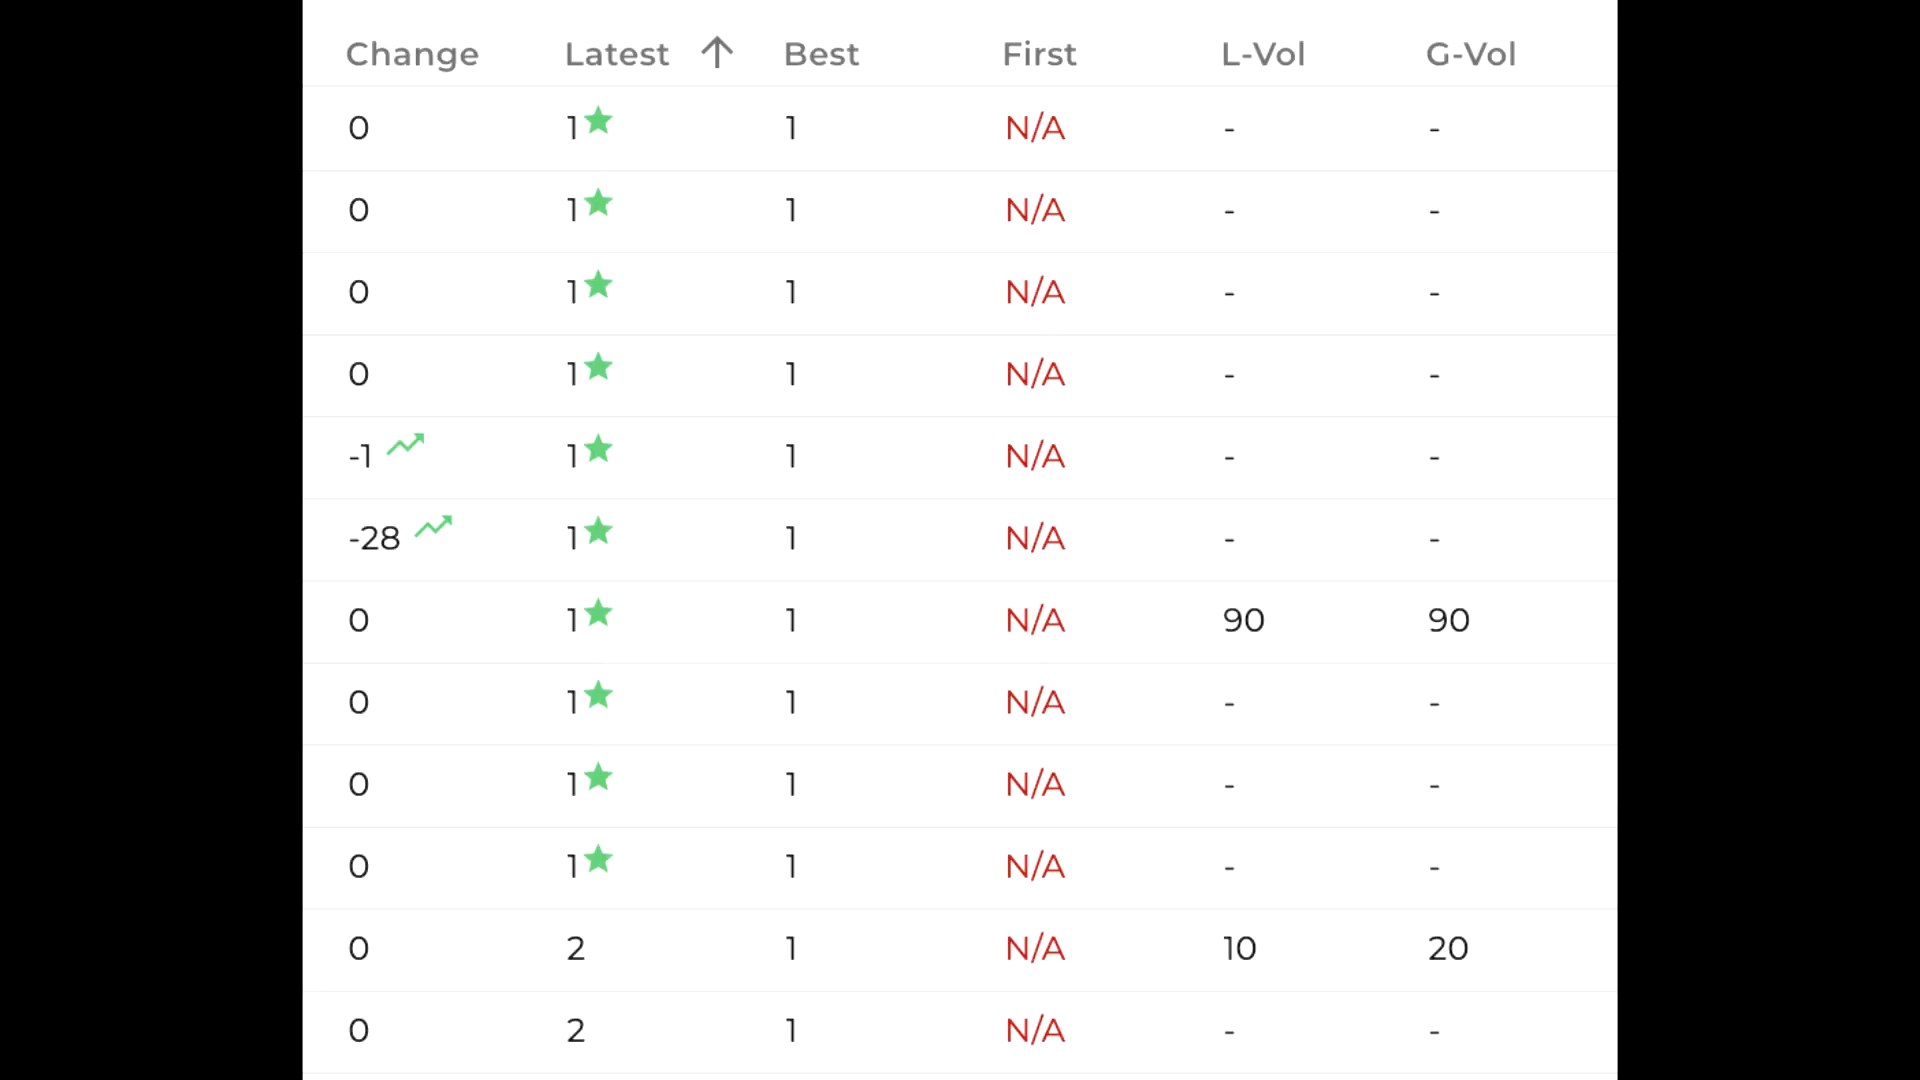 Change Latest Best First L-Vol G-Vol
0 1 1 N/A - -
0 1 1 N/A - -
0 1 1 N/A - -
0 1 1 N/A - -
-1 1 1 N/A - -
-28 1 1 N/A - -
0 1 1 N/A 90 90
0 1 1 N/A - -
0 1 1 N/A - -
0 1 1 N/A - -
0 2 1 N/A 10 20
0 2 1 N/A - -